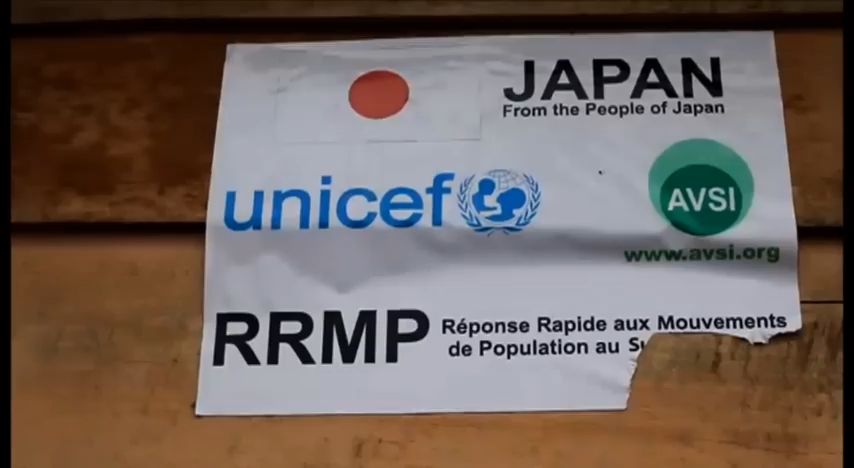 JAPAN
From the People of Japan
unicef
AVSI
www.avsi.org
RRMP
Réponse Rapide aux Mouvements
de Population au